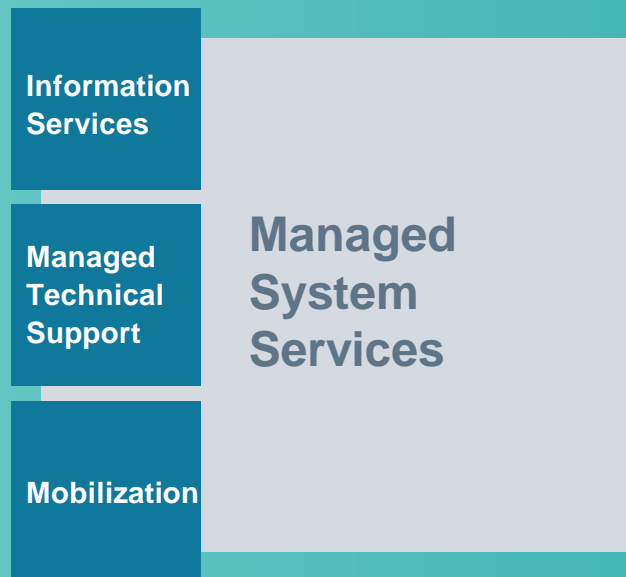 Information
Services
Managed
Technical
Support
Mobilization
Managed
System
Services